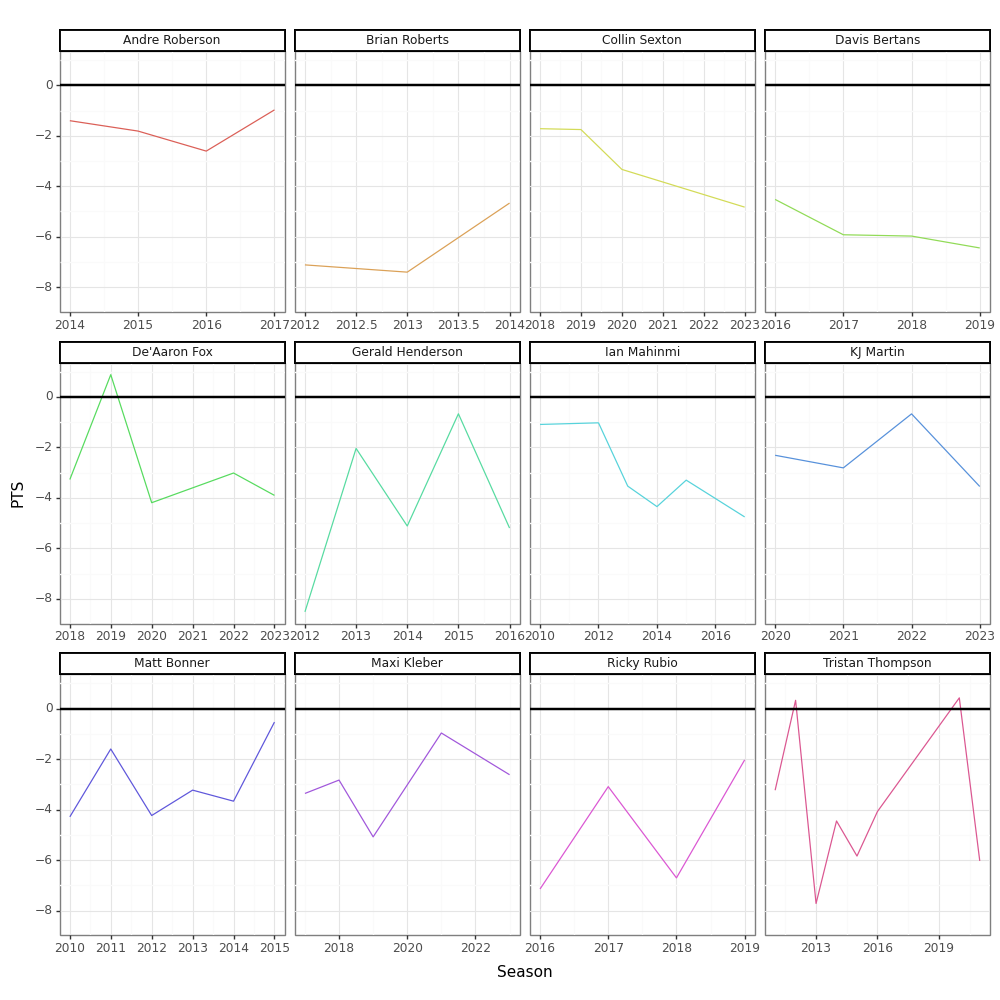 Andre Roberson Brian Roberts Collin Sexton Davis Bertans
0
−2
−4
−6
−8
2014 2015 2016 2017 2012 2012.5 2013 2013.5 2014 2018 2019 2020 2021 2022 2023 2016 2017 2018 2019
De'Aaron Fox Gerald Henderson Ian Mahinmi KJ Martin
0
−2
−4
−6
−8
PTS
2018 2019 2020 2021 2022 2023 2012 2013 2014 2015 2016 2010 2012 2014 2016 2020 2021 2022 2023
Matt Bonner Maxi Kleber Ricky Rubio Tristan Thompson
0
−2
−4
−6
−8
2010 2011 2012 2013 2014 2015 2018 2020 2022 2016 2017 2018 2019 2013 2016 2019
Season